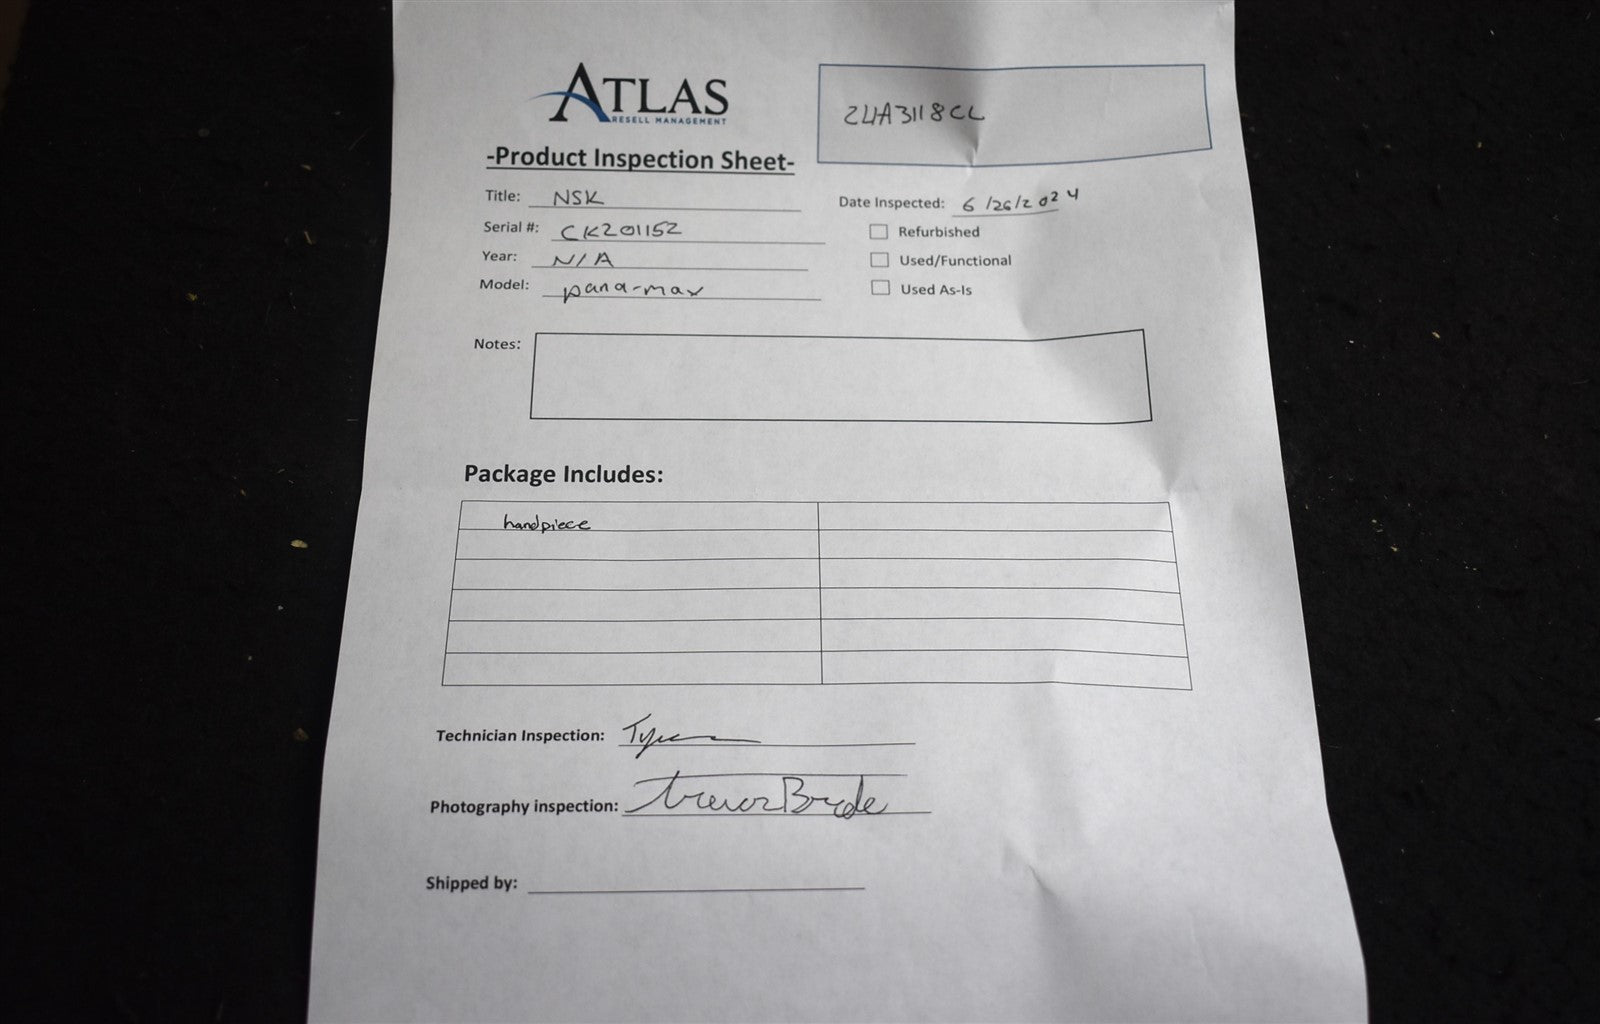 ATLAS
RESELL MANAGEMENT
24A3118CL
-Product Inspection Sheet-
Title: NSK
Date Inspected: 6/26/2024
Serial #: CK201152
Refurbished
Year: N/A
Used/Functional
Model: pana-max
Used As-Is
Notes:
Package Includes:
handpiece
Technician Inspection:
Photography inspection: trevor
Shipped by: